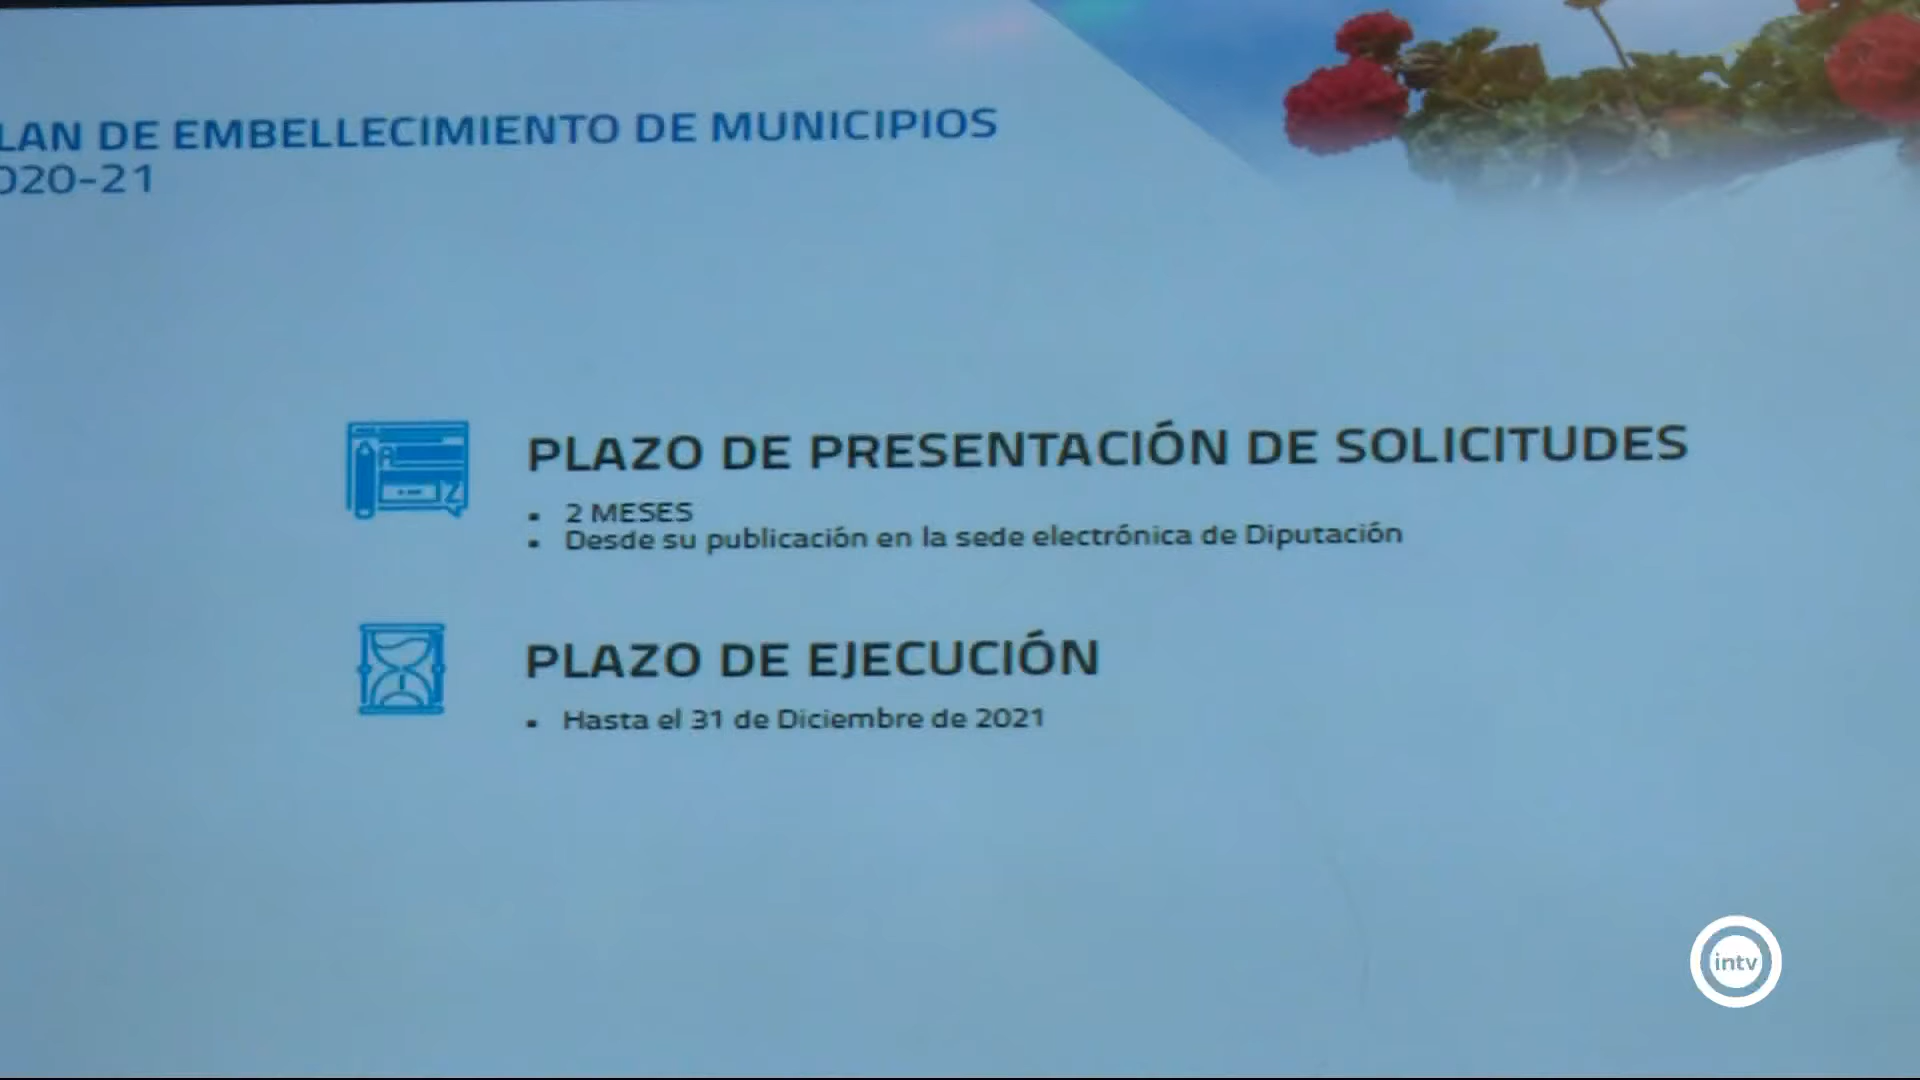 LAN DE EMBELLECIMIENTO DE MUNICIPIOS
020-21
PLAZO DE PRESENTACIÓN DE SOLICITUDES
▪ 2 MESES
▪ Desde su publicación en la sede electrónica de Diputación
PLAZO DE EJECUCIÓN
▪ Hasta el 31 de Diciembre de 2021
intv